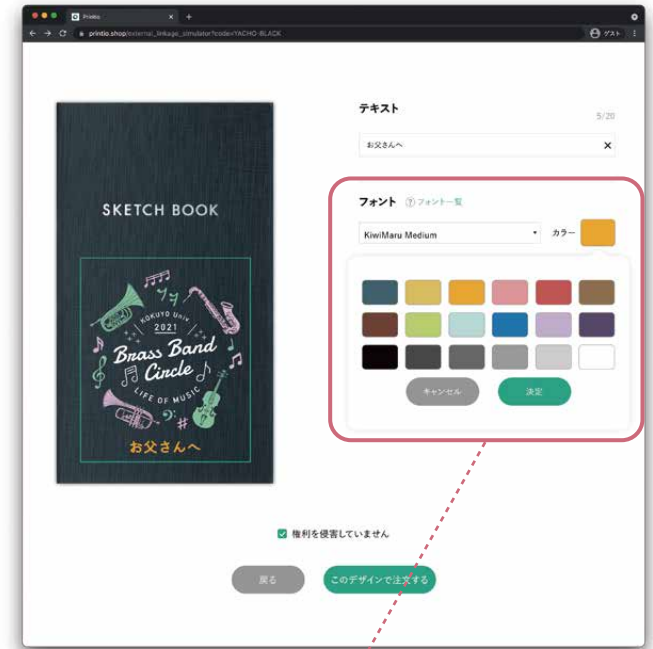 Printio
printio.shop/external_linkage_simulator?code=YACHO-BLACK
ゲスト
テキスト
5/20
お父さんへ
フォント
フォント一覧
KiwiMaru Medium
カラー
キャンセル
決定
SKETCH BOOK
KOKUYO Univ
2021
Brass Band
Circle
LIFE OF MUSIC
お父さんへ
権利を侵害していません
戻る
このデザインで注文する